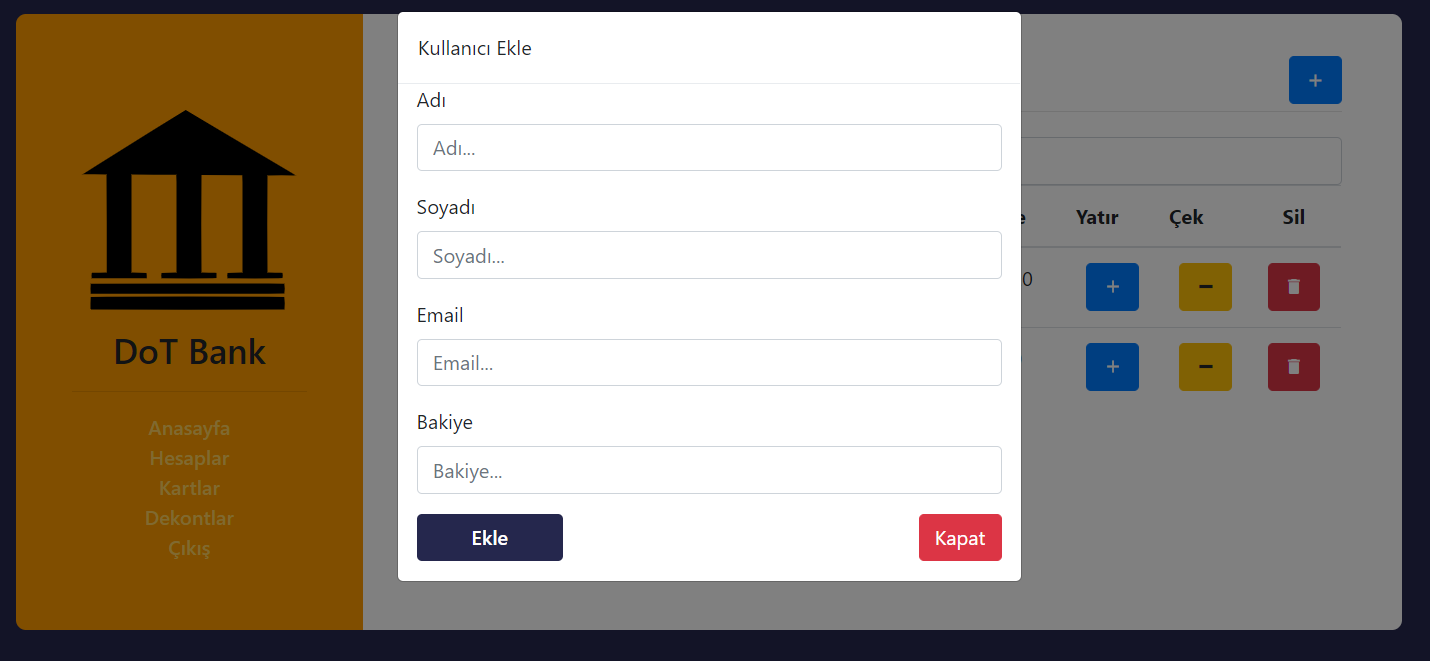 DoT Bank
Anasayfa
Hesaplar
Kartlar
Dekontlar
Çıkış
Kullanıcı Ekle
Adı
Adı...
Soyadı
Soyadı...
Email
Email...
Bakiye
Bakiye...
Ekle Kapat
Yatır Çek Sil